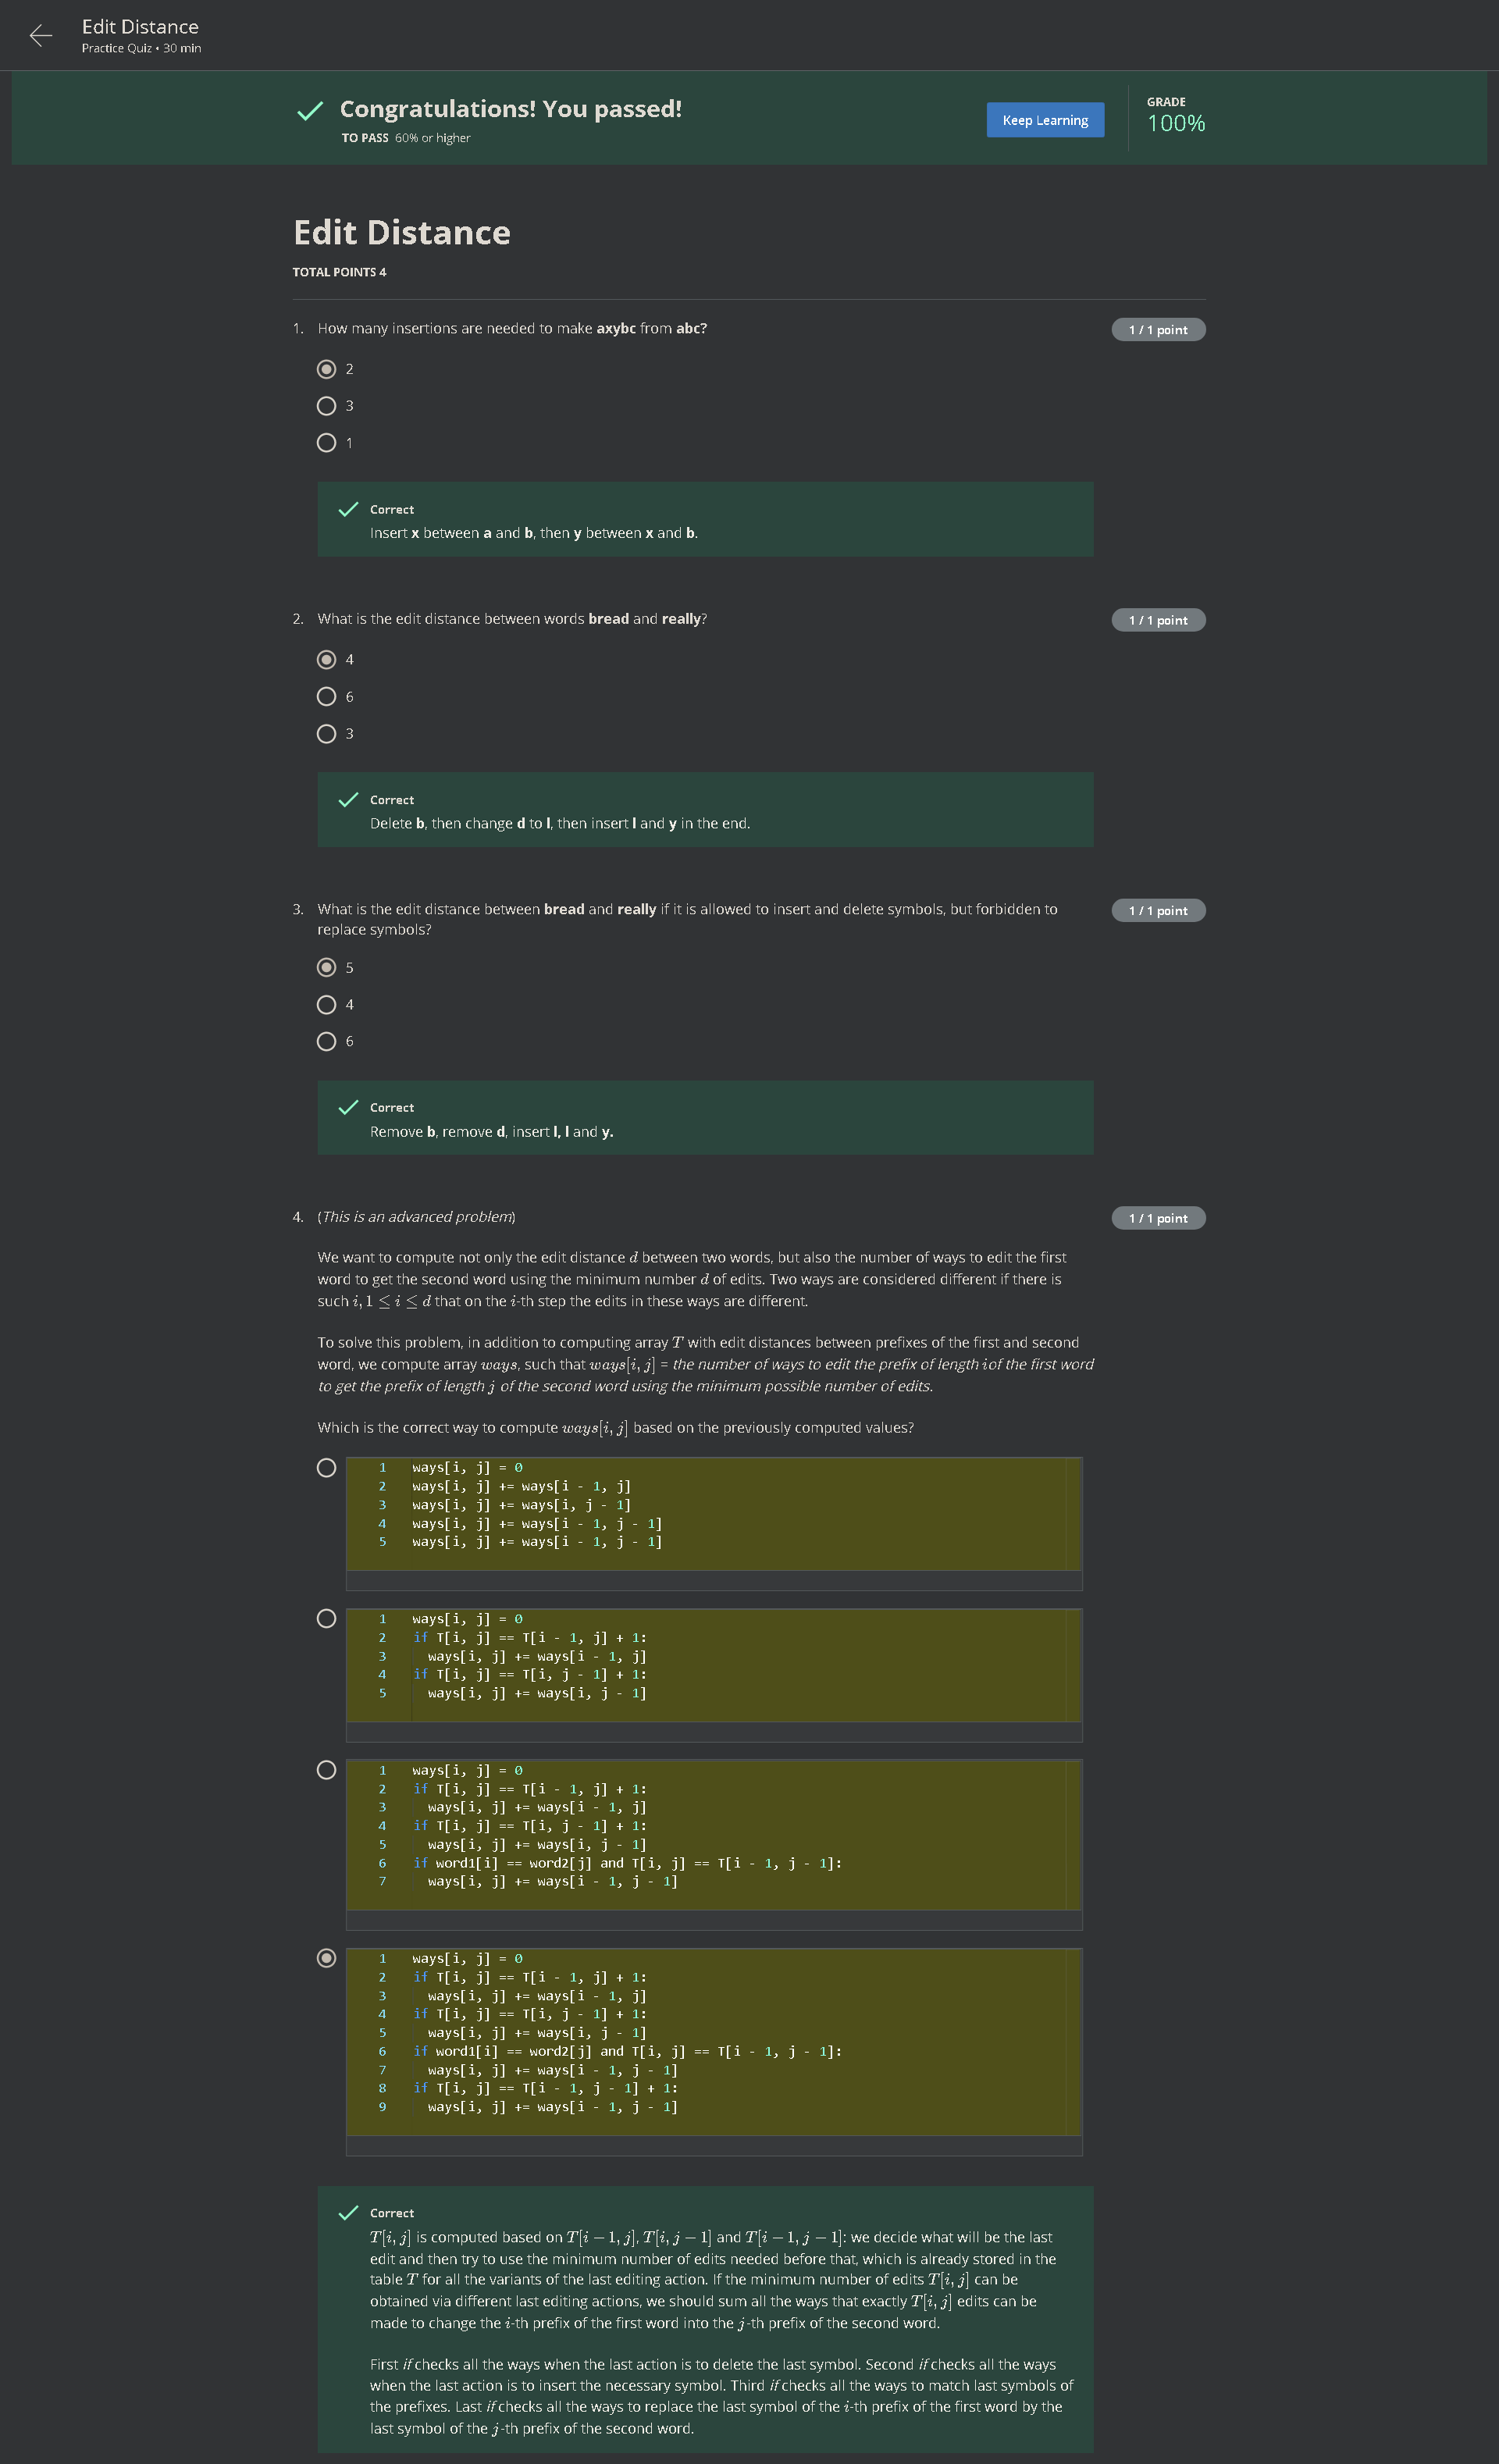 Edit Distance
Practice Quiz • 30 min
Congratulations! You passed!
TO PASS 60% or higher
Keep Learning
GRADE
100%
Edit Distance
TOTAL POINTS 4
1. How many insertions are needed to make axybc from abc?
1 / 1 point
2
3
1
Correct
Insert x between a and b, then y between x and b.
2. What is the edit distance between words bread and really?
1 / 1 point
4
6
3
Correct
Delete b, then change d to l, then insert l and y in the end.
3. What is the edit distance between bread and really if it is allowed to insert and delete symbols, but forbidden to
replace symbols?
1 / 1 point
5
4
6
Correct
Remove b, remove d, insert l, l and y.
4. (This is an advanced problem)
1 / 1 point
We want to compute not only the edit distance d between two words, but also the number of ways to edit the first
word to get the second word using the minimum number d of edits. Two ways are considered different if there is
such i, 1 ≤ i ≤ d that on the i-th step the edits in these ways are different.
To solve this problem, in addition to computing array T with edit distances between prefixes of the first and second
word, we compute array ways, such that ways[i, j] = the number of ways to edit the prefix of length iof the first word
to get the prefix of length j of the second word using the minimum possible number of edits.
Which is the correct way to compute ways[i, j] based on the previously computed values?
1 ways[i, j] = 0
2 ways[i, j] += ways[i - 1, j]
3 ways[i, j] += ways[i, j - 1]
4 ways[i, j] += ways[i - 1, j - 1]
5 ways[i, j] += ways[i - 1, j - 1]
1 ways[i, j] = 0
2 if T[i, j] == T[i - 1, j] + 1:
3 ways[i, j] += ways[i - 1, j]
4 if T[i, j] == T[i, j - 1] + 1:
5 ways[i, j] += ways[i, j - 1]
1 ways[i, j] = 0
2 if T[i, j] == T[i - 1, j] + 1:
3 ways[i, j] += ways[i - 1, j]
4 if T[i, j] == T[i, j - 1] + 1:
5 ways[i, j] += ways[i, j - 1]
6 if word1[i] == word2[j] and T[i, j] == T[i - 1, j - 1]:
7 ways[i, j] += ways[i - 1, j - 1]
1 ways[i, j] = 0
2 if T[i, j] == T[i - 1, j] + 1:
3 ways[i, j] += ways[i - 1, j]
4 if T[i, j] == T[i, j - 1] + 1:
5 ways[i, j] += ways[i, j - 1]
6 if word1[i] == word2[j] and T[i, j] == T[i - 1, j - 1]:
7 ways[i, j] += ways[i - 1, j - 1]
8 if T[i, j] == T[i - 1, j - 1] + 1:
9 ways[i, j] += ways[i - 1, j - 1]
Correct
T[i, j] is computed based on T[i − 1, j], T[i, j − 1] and T[i − 1, j − 1]: we decide what will be the last
edit and then try to use the minimum number of edits needed before that, which is already stored in the
table T for all the variants of the last editing action. If the minimum number of edits T[i, j] can be
obtained via different last editing actions, we should sum all the ways that exactly T[i, j] edits can be
made to change the i-th prefix of the first word into the j-th prefix of the second word.
First if checks all the ways when the last action is to delete the last symbol. Second if checks all the ways
when the last action is to insert the necessary symbol. Third if checks all the ways to match last symbols of
the prefixes. Last if checks all the ways to replace the last symbol of the i-th prefix of the first word by the
last symbol of the j-th prefix of the second word.